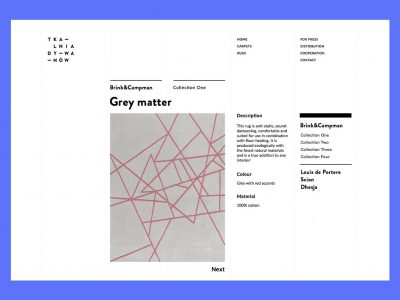 TKA—
L NIA
DY—WA
—NÓW
HOME
CARPETS
RUGS
FOR PRESS
DISTRIBUTION
COOPERATION
CONTACT
Brink&Campman
Collection One
Grey matter
Description
This rug is anti-static, sound-
dampening, comfortable and
suited for use in combination
with floor-heating. It is
produced ecologically with
the finest natural materials
and is a true addition to any
interior!
Colour
Grey with red accents
Material
100% cotton
Brink&Campman
Collection One
Collection Two
Collection Three
Collection Four
Louis de Portere
Scion
Dhooja
Next